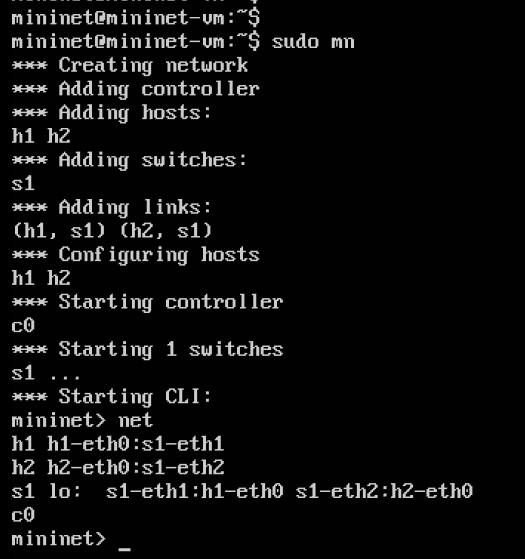 mininet@mininet-vm:~$
mininet@mininet-vm:~$ sudo mn
*** Creating network
*** Adding controller
*** Adding hosts:
h1 h2
*** Adding switches:
s1
*** Adding links:
(h1, s1) (h2, s1)
*** Configuring hosts
h1 h2
*** Starting controller
c0
*** Starting 1 switches
s1 ...
*** Starting CLI:
mininet> net
h1 h1-eth0:s1-eth1
h2 h2-eth0:s1-eth2
s1 lo:  s1-eth1:h1-eth0 s1-eth2:h2-eth0
c0
mininet> _